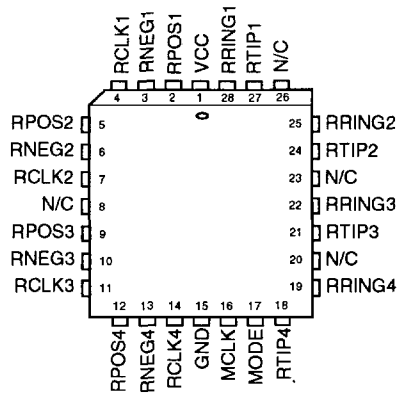 RCLK1
RNEG1
RPOS1
VCC
RRING1
RTIP1
N/C
4 3 2 1 28 27 26
RPOS2 5 25 RRING2
RNEG2 6 24 RTIP2
RCLK2 7 23 N/C
N/C 8 22 RRING3
RPOS3 9 21 RTIP3
RNEG3 10 20 N/C
RCLK3 11 19 RRING4
12 13 14 15 16 17 18
RPOS4
RNEG4
RCLK4
GND
MCLK
MODE
RTIP4